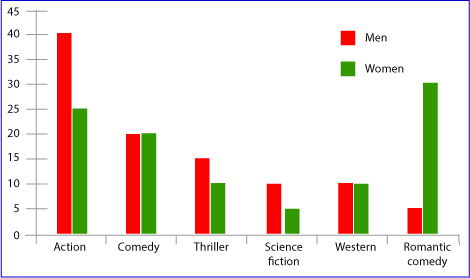 45
40
35
30
25
20
15
10
5
0
Men
Women
Action
Comedy
Thriller
Science
fiction
Western
Romantic
comedy